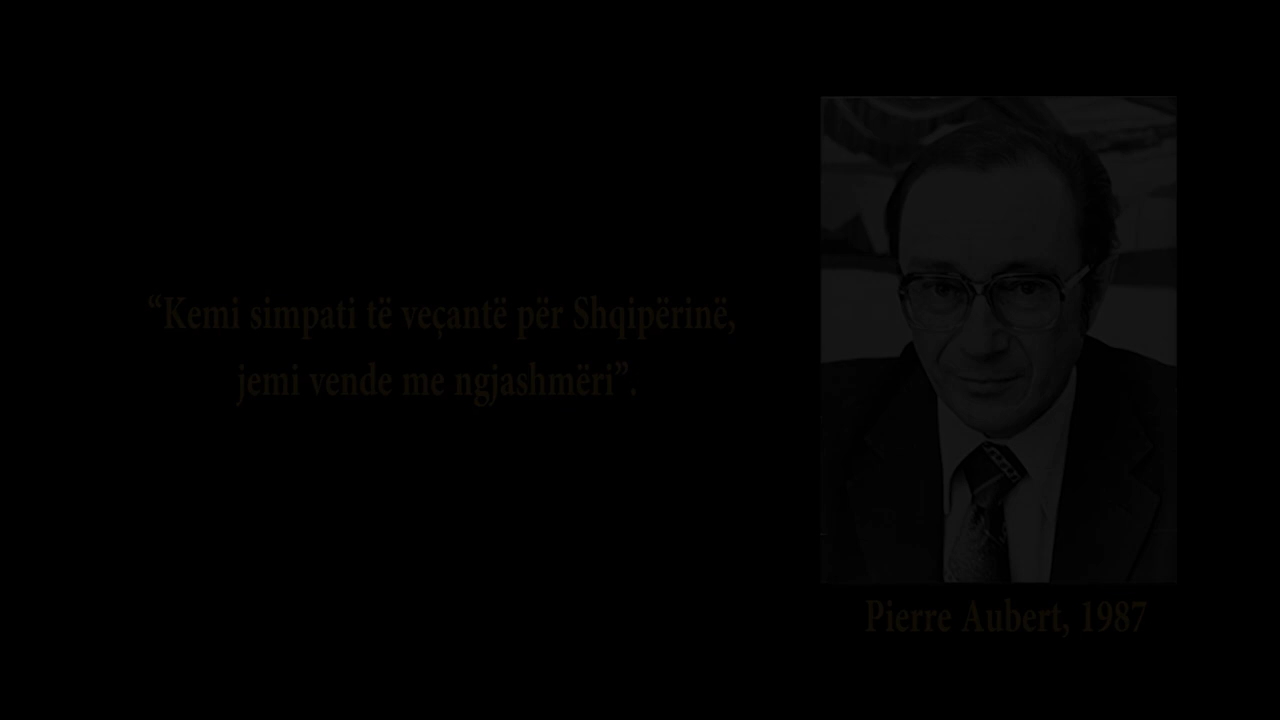 “Kemi simpati të veçantë për Shqipërinë,
jemi vende me ngjashmëri”.
Pierre Aubert, 1987